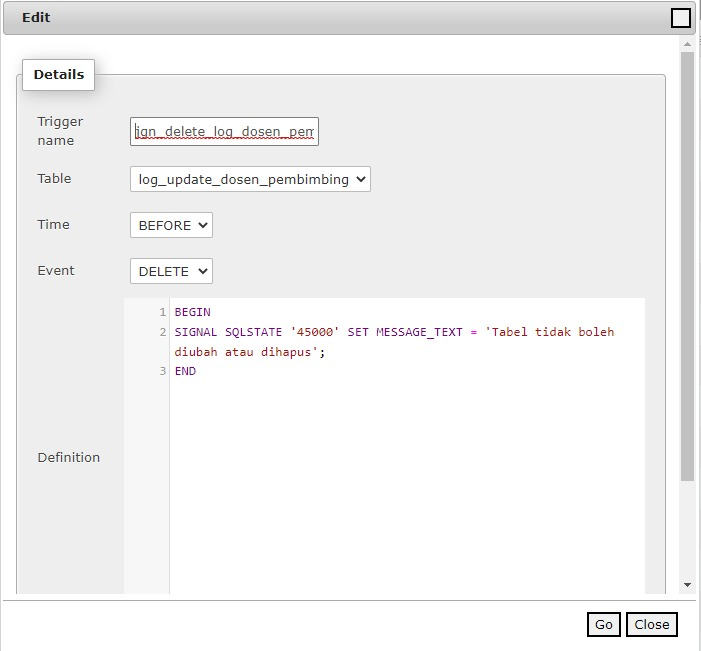 Edit
Details
Trigger name
ign_delete_log_dosen_pem
Table
log_update_dosen_pembimbing
Time
BEFORE
Event
DELETE
1 BEGIN
2 SIGNAL SQLSTATE '45000' SET MESSAGE_TEXT = 'Tabel tidak boleh
diubah atau dihapus';
3 END
Definition
Go Close